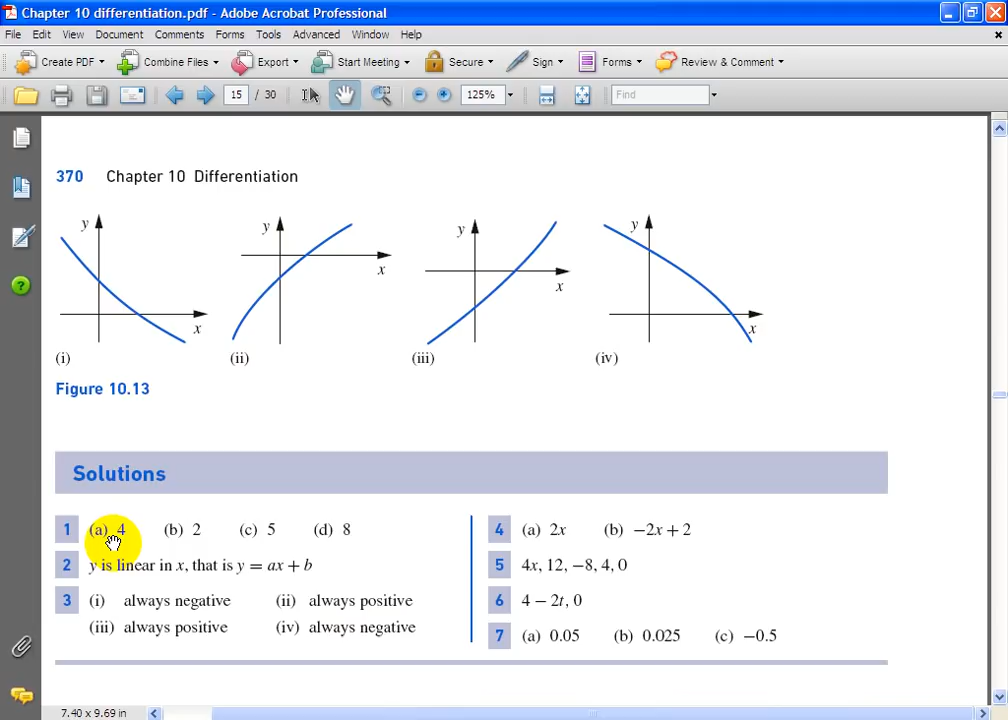 Chapter 10 differentiation.pdf - Adobe Acrobat Professional
File Edit View Document Comments Forms Tools Advanced Window Help
Create PDF Combine Files Export Start Meeting Secure Sign Forms Review & Comment
15 / 30 125% Find
370 Chapter 10 Differentiation
y y y y
x x x x
(i) (ii) (iii) (iv)
Figure 10.13
Solutions
1 (a) 4 (b) 2 (c) 5 (d) 8
2 y is linear in x, that is y = ax + b
3 (i) always negative (ii) always positive
(iii) always positive (iv) always negative
4 (a) 2x (b) −2x + 2
5 4x, 12, −8, 4, 0
6 4 − 2t, 0
7 (a) 0.05 (b) 0.025 (c) −0.5
7.40 x 9.69 in